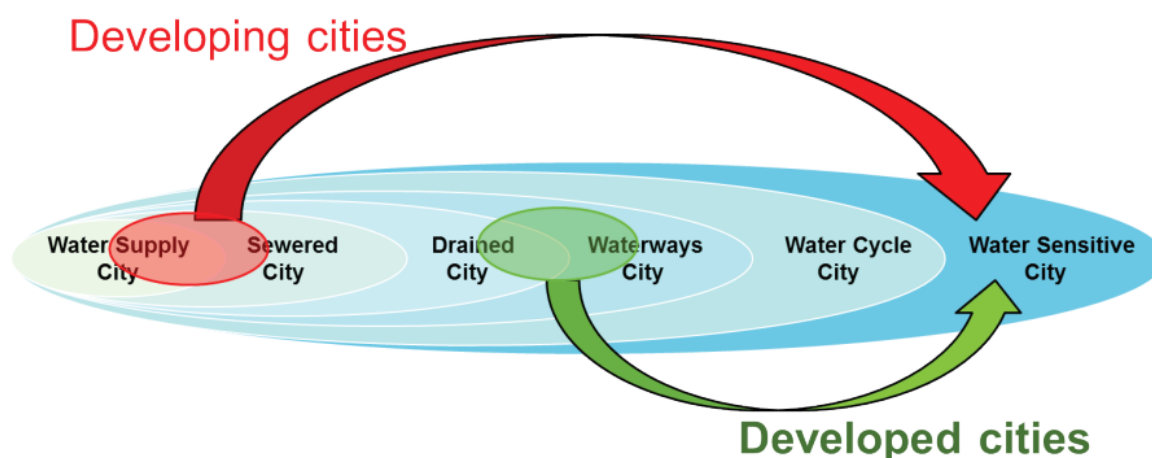 Developing cities
Water Supply
City
Sewered
City
Drained
City
Waterways
City
Water Cycle
City
Water Sensitive
City
Developed cities